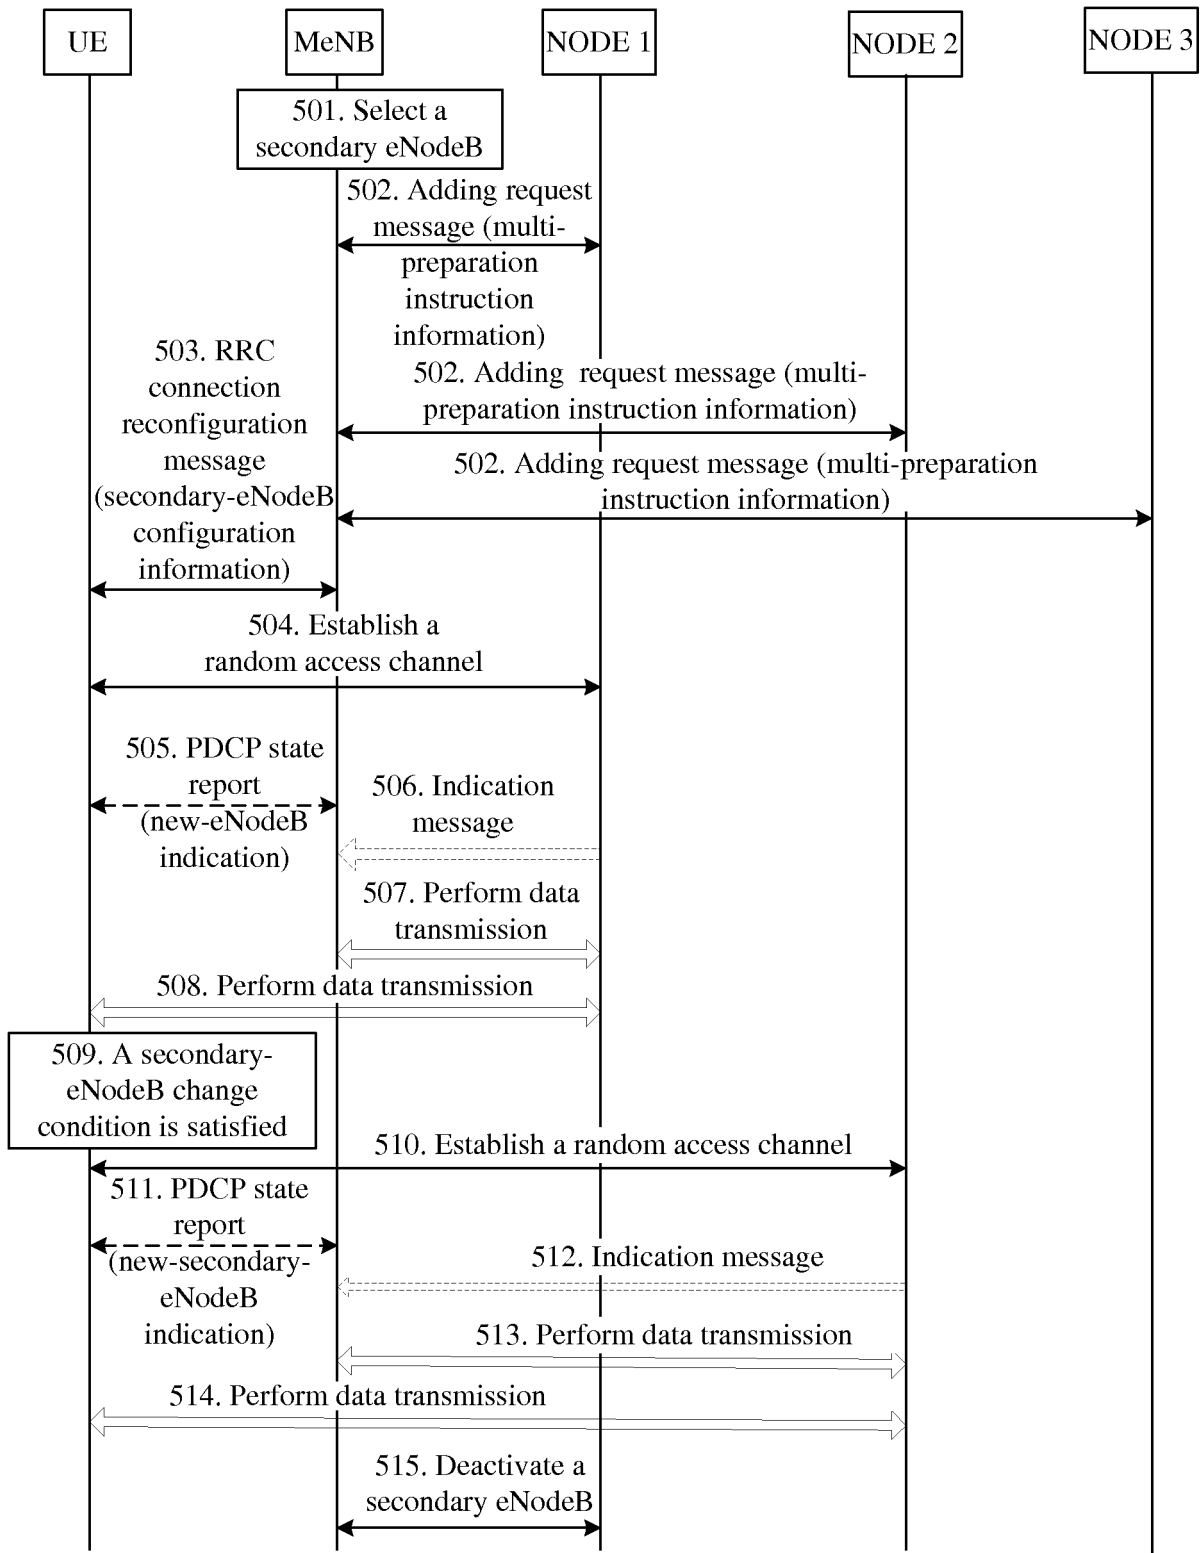 UE
MeNB
NODE 1
NODE 2
NODE 3
501. Select a
secondary eNodeB
502. Adding request
message (multi-
preparation
instruction
information)
503. RRC
connection
reconfiguration
message
(secondary-eNodeB
configuration
information)
502. Adding request message (multi-
preparation instruction information)
502. Adding request message (multi-preparation
instruction information)
504. Establish a
random access channel
505. PDCP state
report
(new-eNodeB
indication)
506. Indication
message
507. Perform data
transmission
508. Perform data transmission
509. A secondary-
eNodeB change
condition is satisfied
510. Establish a random access channel
511. PDCP state
report
(new-secondary-
eNodeB
indication)
512. Indication message
513. Perform data transmission
514. Perform data transmission
515. Deactivate a
secondary eNodeB